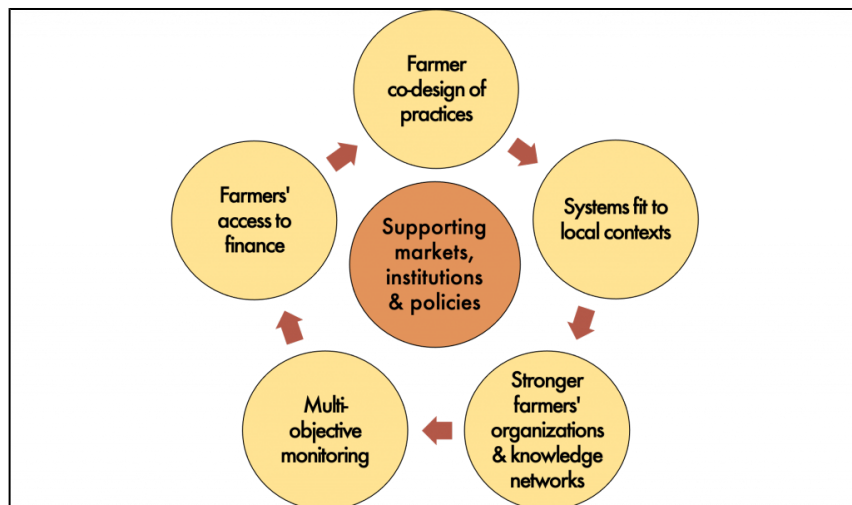 Farmer
co-design of
practices
Systems fit to
local contexts
Stronger
farmers'
organizations
& knowledge
networks
Multi-
objective
monitoring
Farmers'
access to
finance
Supporting
markets,
institutions
& policies